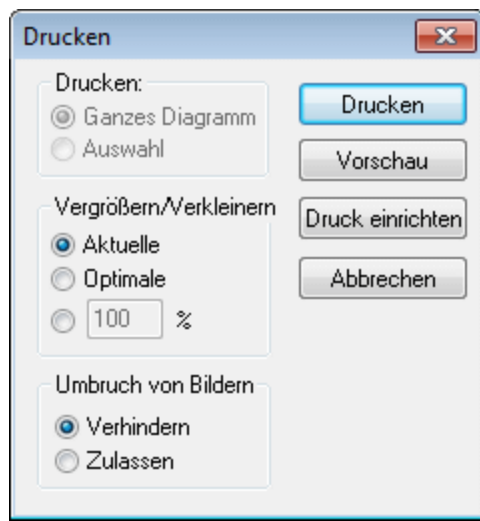 Drucken
Drucken:
Ganzes Diagramm
Auswahl
Vergrößern/Verkleinern
Aktuelle
Optimale
100 %
Umbruch von Bildern
Verhindern
Zulassen
Drucken
Vorschau
Druck einrichten
Abbrechen